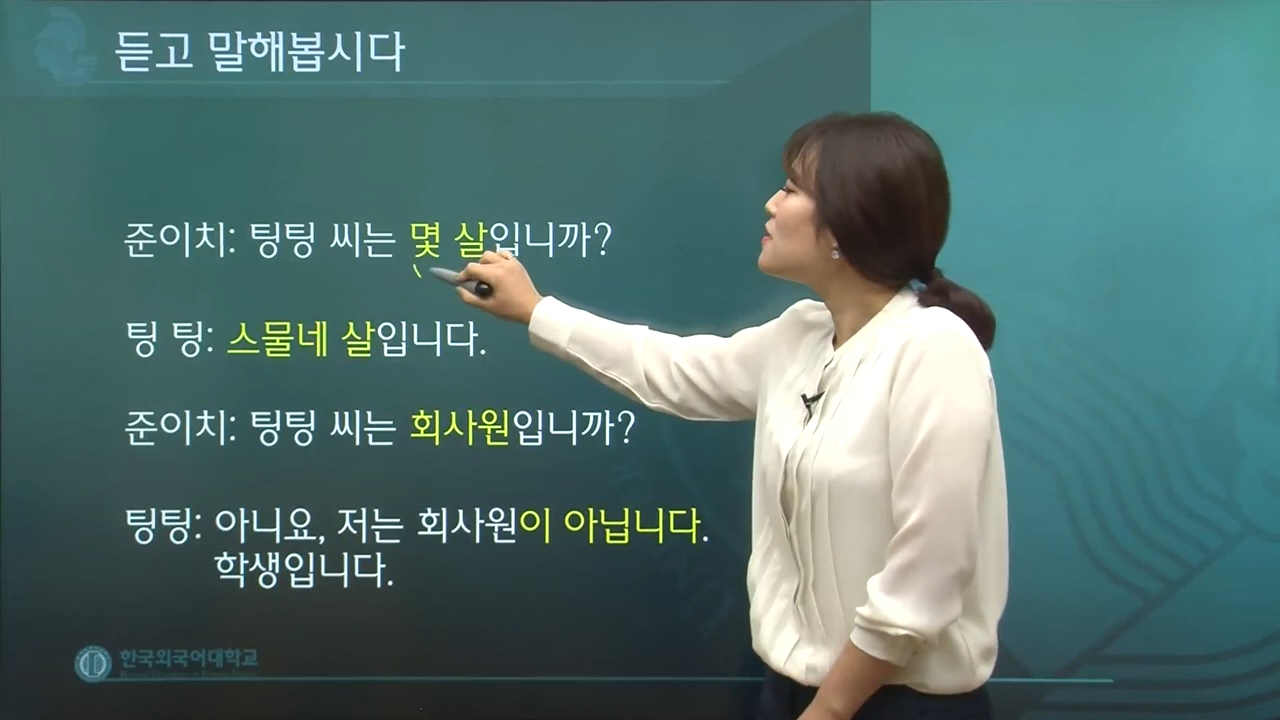 듣고 말해봅시다
준이치: 팅팅 씨는 몇 살입니까?
팅 팅: 스물네 살입니다.
준이치: 팅팅 씨는 회사원입니까?
팅팅: 아니요, 저는 회사원이 아닙니다.
학생입니다.
한국외국어대학교